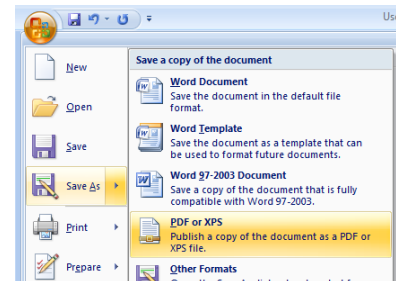 Us
New
Open
Save
Save As
Print
Prepare
Save a copy of the document
Word Document
Save the document in the default file
format.
Word Template
Save the document as a template that can
be used to format future documents.
Word 97-2003 Document
Save a copy of the document that is fully
compatible with Word 97-2003.
PDF or XPS
Publish a copy of the document as a PDF or
XPS file.
Other Formats